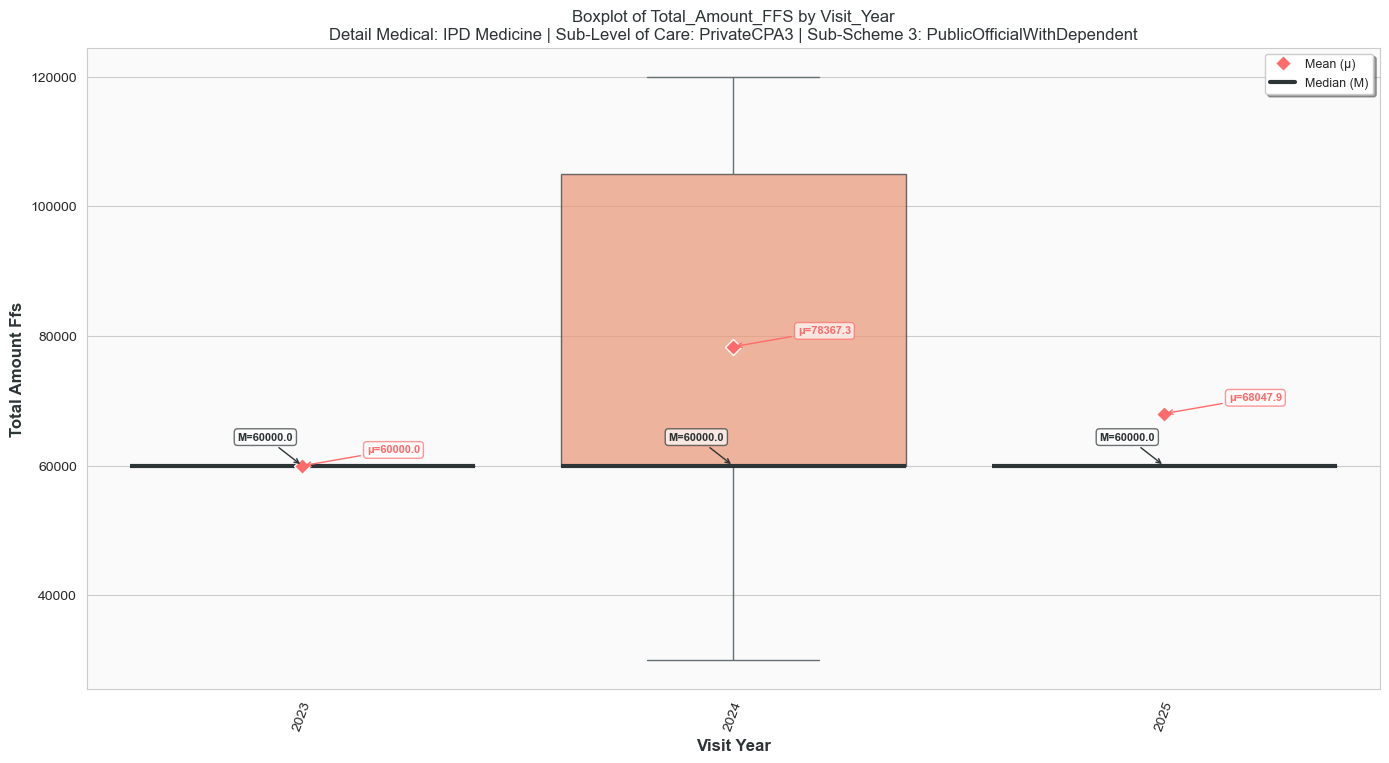 Boxplot of Total_Amount_FFS by Visit_Year
Detail Medical: IPD Medicine | Sub-Level of Care: PrivateCPA3 | Sub-Scheme 3: PublicOfficialWithDependent
Mean (μ)
Median (M)
Total Amount Ffs
120000
100000
80000
60000
40000
M=60000.0
μ=60000.0
μ=78367.3
M=60000.0
μ=68047.9
M=60000.0
2023
2024
2025
Visit Year